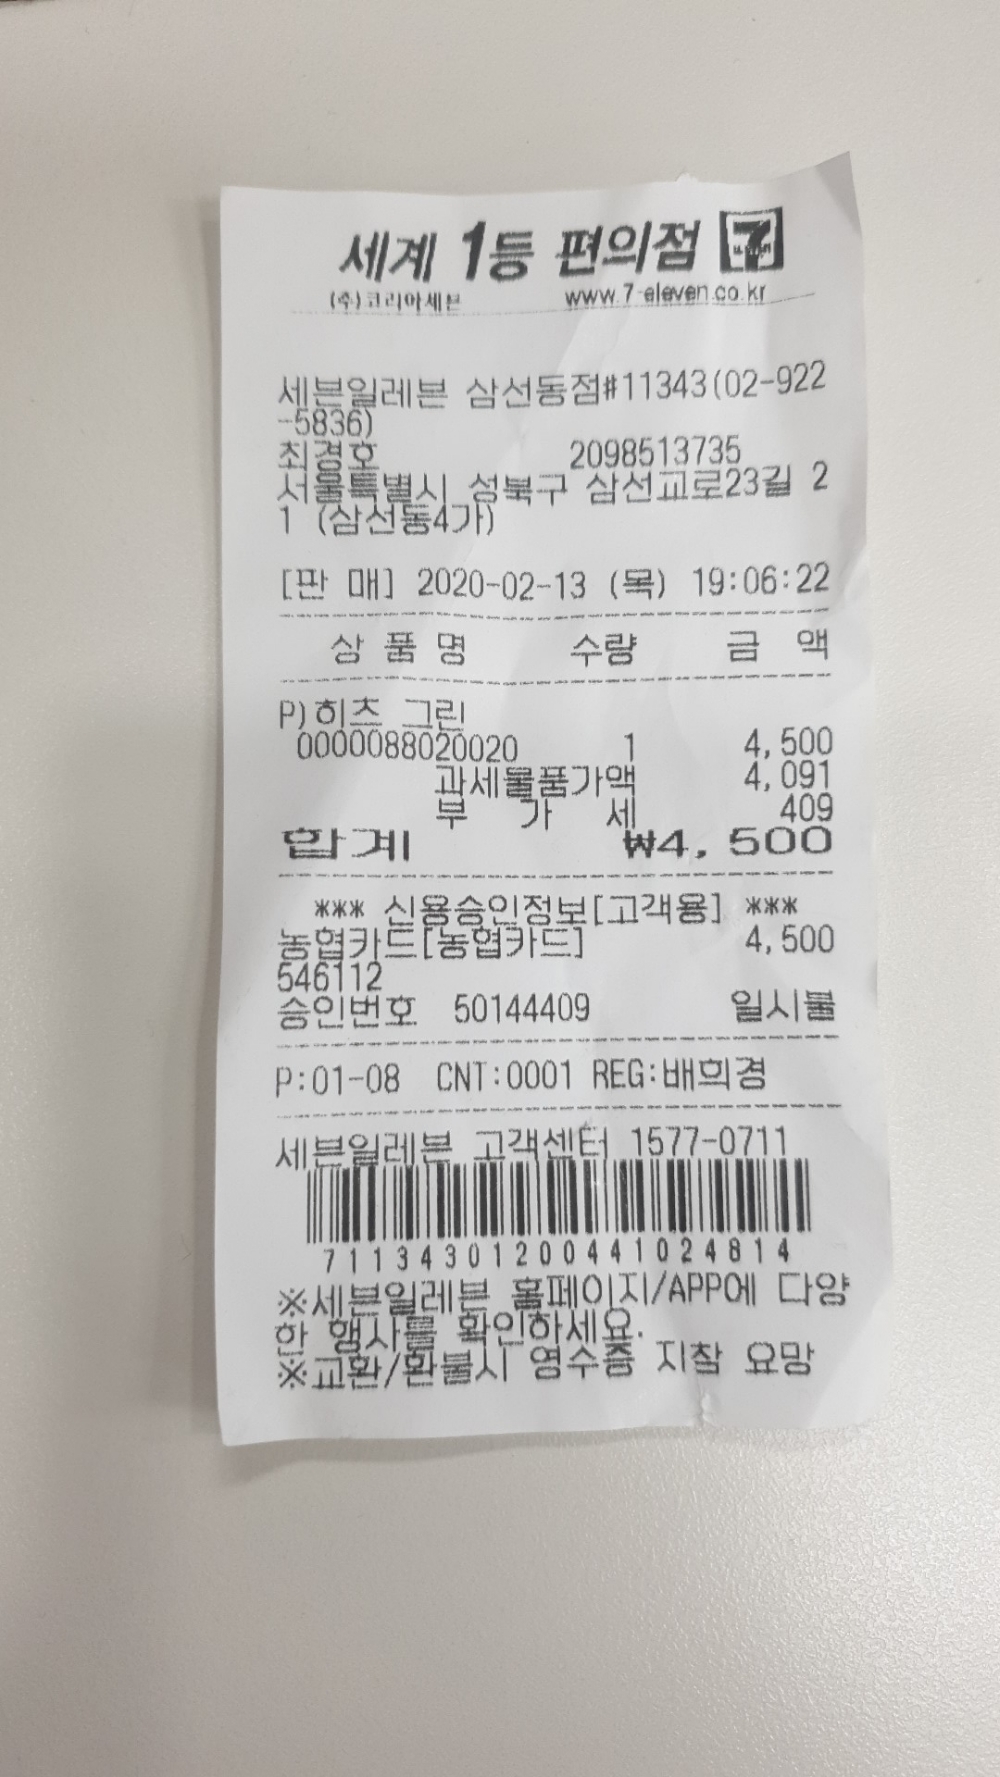 세계 1등 편의점 7
(주)코리아세븐 www.7-eleven.co.kr
세븐일레븐 삼선동점#11343(02-922
-5836)
최경호 2098513735
서울특별시 성북구 삼선교로23길 2
1 (삼선동4가)
[판 매] 2020-02-13 (목) 19:06:22
상 품 명 수량 금 액
P)히츠 그린
0000088020020 1 4,500
과세물품가액 4,091
부 가 세 409
합계 ₩4,500
*** 신용승인정보[고객용] ***
농협카드[농협카드] 4,500
546112
승인번호 50144409 일시불
P:01-08 CNT:0001 REG:배희경
세븐일레븐 고객센터 1577-0711
71134301200441024814
※세븐일레븐 홈페이지/APP에 다양
한 행사를 확인하세요.
※교환/환불시 영수증 지참 요망